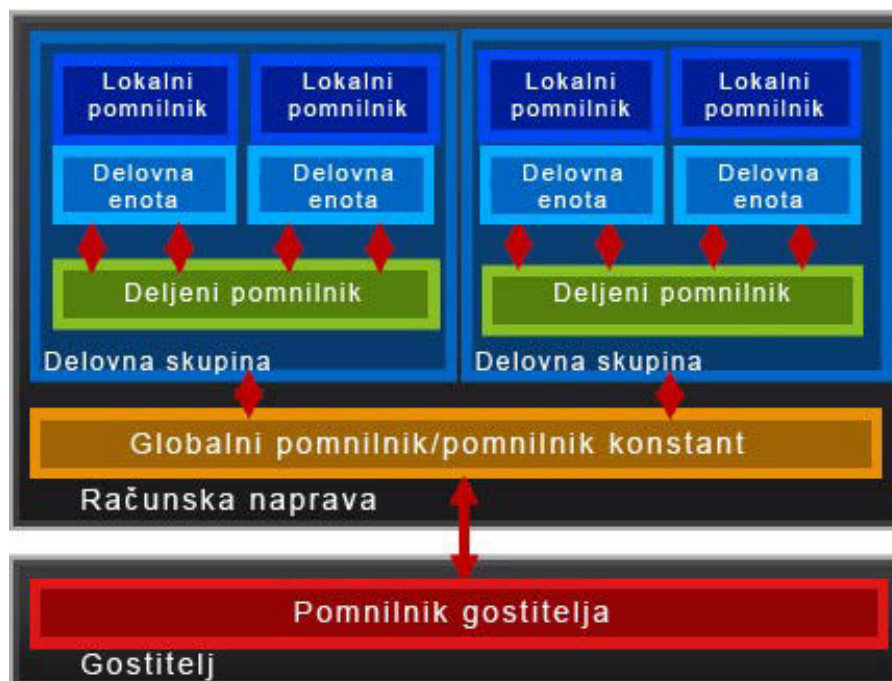 Lokalni
pomnilnik
Lokalni
pomnilnik
Lokalni
pomnilnik
Lokalni
pomnilnik
Delovna
enota
Delovna
enota
Delovna
enota
Delovna
enota
Deljeni pomnilnik
Deljeni pomnilnik
Delovna skupina
Delovna skupina
Globalni pomnilnik/pomnilnik konstant
Računska naprava
Pomnilnik gostitelja
Gostitelj